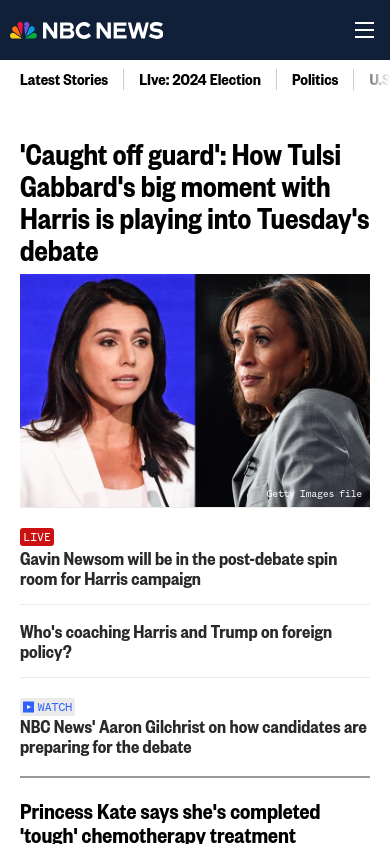 NBC NEWS
Latest Stories
Live: 2024 Election
Politics
U.S
'Caught off guard': How Tulsi
Gabbard's big moment with
Harris is playing into Tuesday's
debate
Getty Images file
LIVE
Gavin Newsom will be in the post-debate spin
room for Harris campaign
Who's coaching Harris and Trump on foreign
policy?
WATCH
NBC News' Aaron Gilchrist on how candidates are
preparing for the debate
Princess Kate says she's completed
'tough' chemotherapy treatment